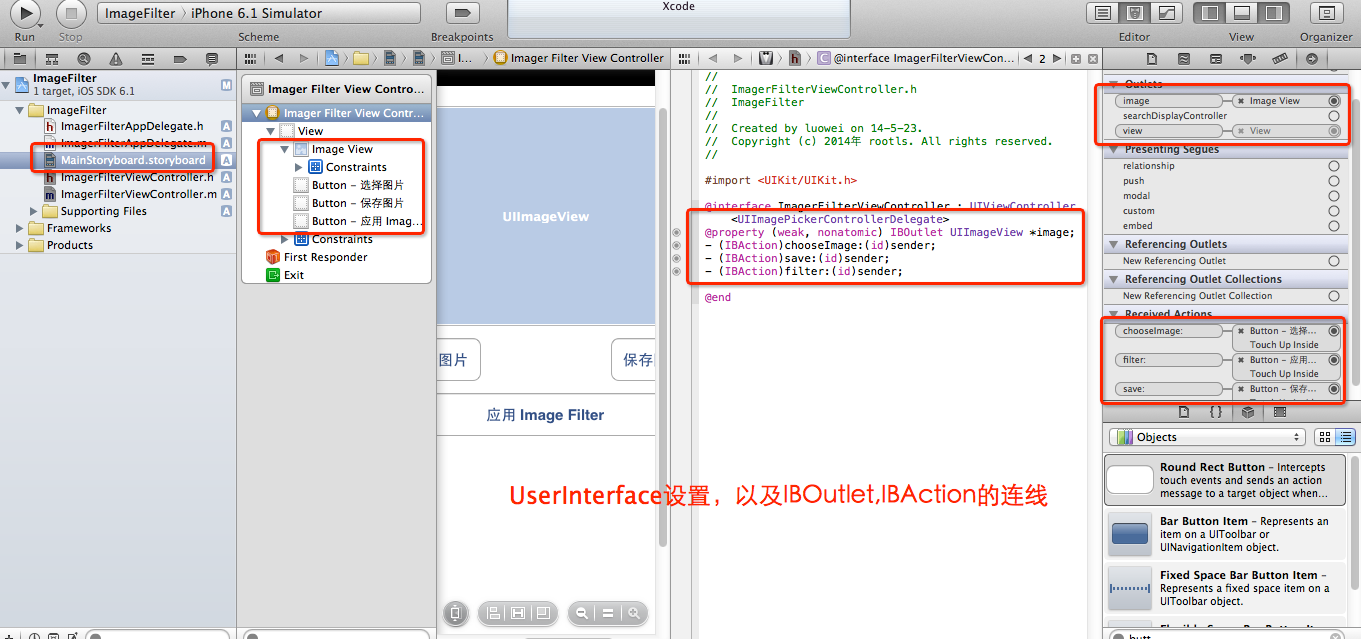 Xcode
ImageFilter
iPhone 6.1 Simulator
Run
Stop
Scheme
Breakpoints
Editor
View
Organizer
ImageFilter
1 target, iOS SDK 6.1
M
ImageFilter
ImagerFilterAppDelegate.h
A
ImagerFilterAppDelegate.m
A
MainStoryboard.storyboard
A
ImagerFilterViewController.h
A
ImagerFilterViewController.m
A
Supporting Files
A
Frameworks
Products
I...
Imager Filter View Controller
Imager Filter View Contro...
Imager Filter View Contr...
View
Image View
Constraints
Button – 选择图片
Button – 保存图片
Button – 应用 Imag...
Constraints
First Responder
Exit
UIImageView
图片
保存
应用 Image Filter
@interface ImagerFilterViewCon...
2
//
// ImagerFilterViewController.h
// ImageFilter
//
// Created by luowei on 14-5-23.
// Copyright (c) 2014年 rootls. All rights reserved.
//
#import <UIKit/UIKit.h>
@interface ImagerFilterViewController : UIViewController
<UIImagePickerControllerDelegate>
@property (weak, nonatomic) IBOutlet UIImageView *image;
- (IBAction)chooseImage:(id)sender;
- (IBAction)save:(id)sender;
- (IBAction)filter:(id)sender;
@end
UserInterface设置，以及IBOutlet,IBAction的连线
Outlets
image
Image View
searchDisplayController
view
View
Presenting Segues
relationship
push
modal
custom
embed
Referencing Outlets
New Referencing Outlet
Referencing Outlet Collections
New Referencing Outlet Collection
Received Actions
chooseImage:
Button – 选择...
Touch Up Inside
filter:
Button – 应用...
Touch Up Inside
save:
Button – 保存...
Objects
Round Rect Button – Intercepts
touch events and sends an action
message to a target object when...
Bar Button Item – Represents an
item on a UIToolbar or
UINavigationItem object.
Fixed Space Bar Button Item –
Represents a fixed space item on
a UIToolbar object.